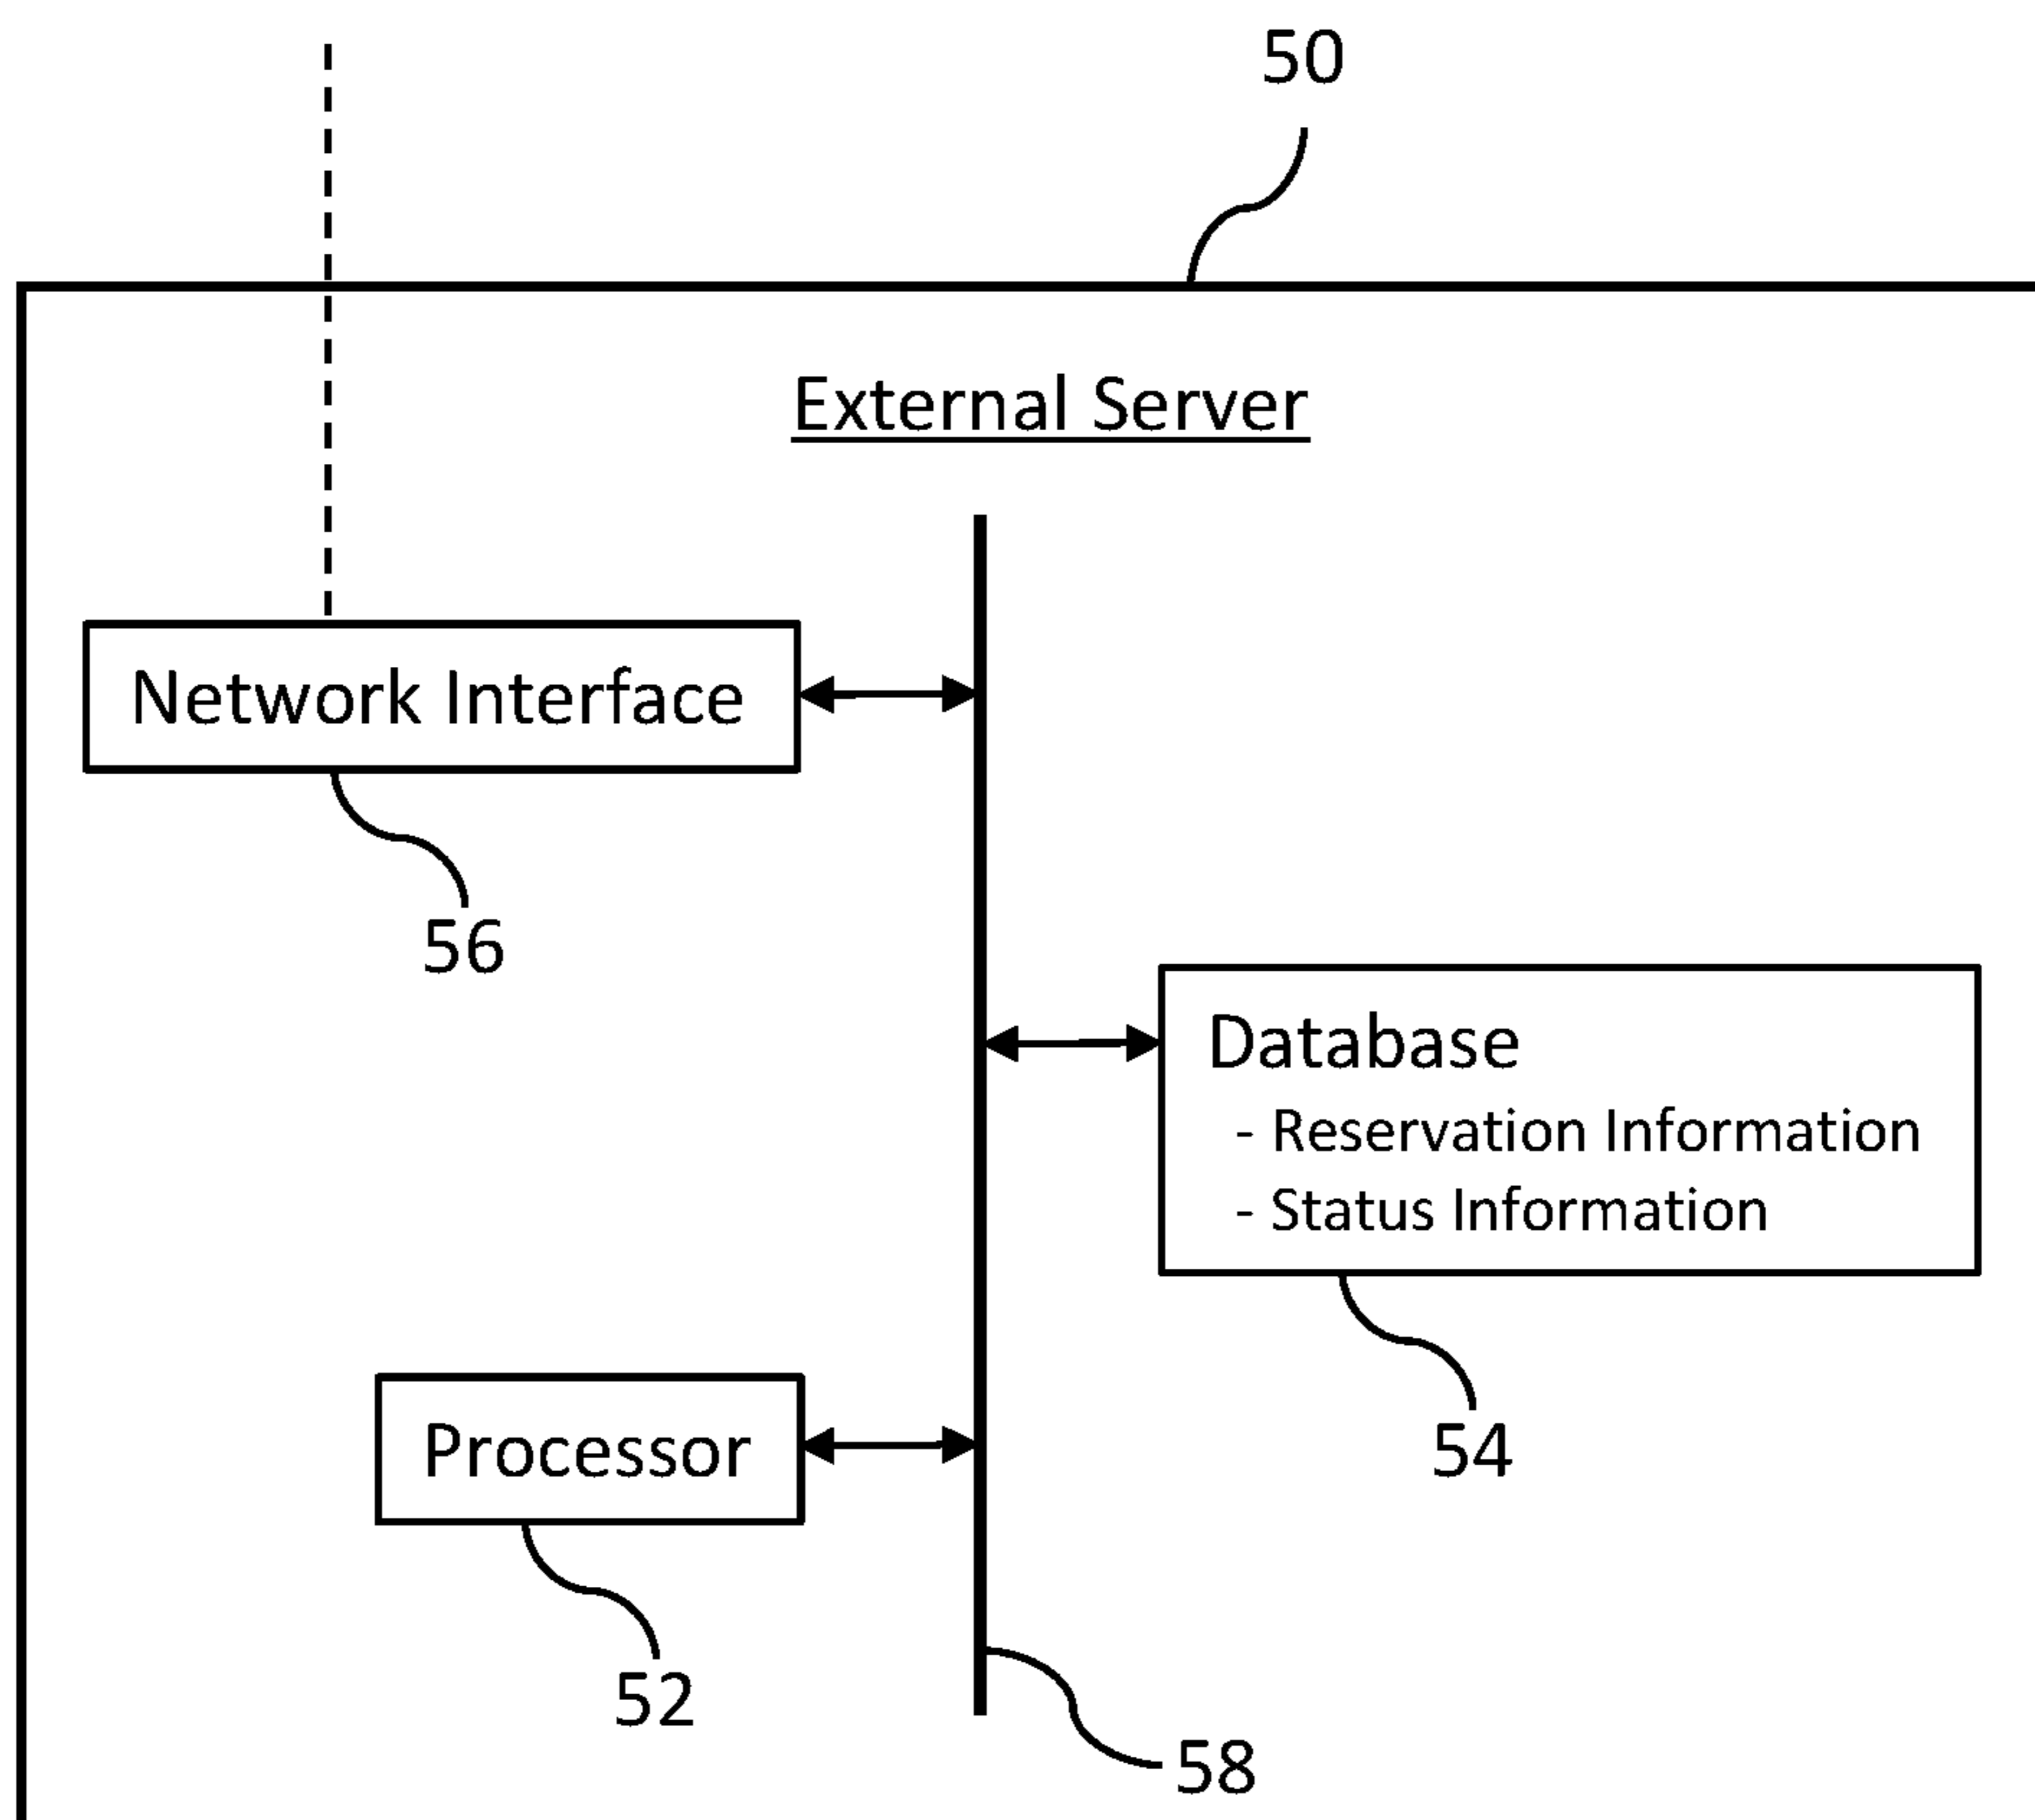 50
External Server
Network Interface
56
Database
- Reservation Information
- Status Information
Processor
54
52
58